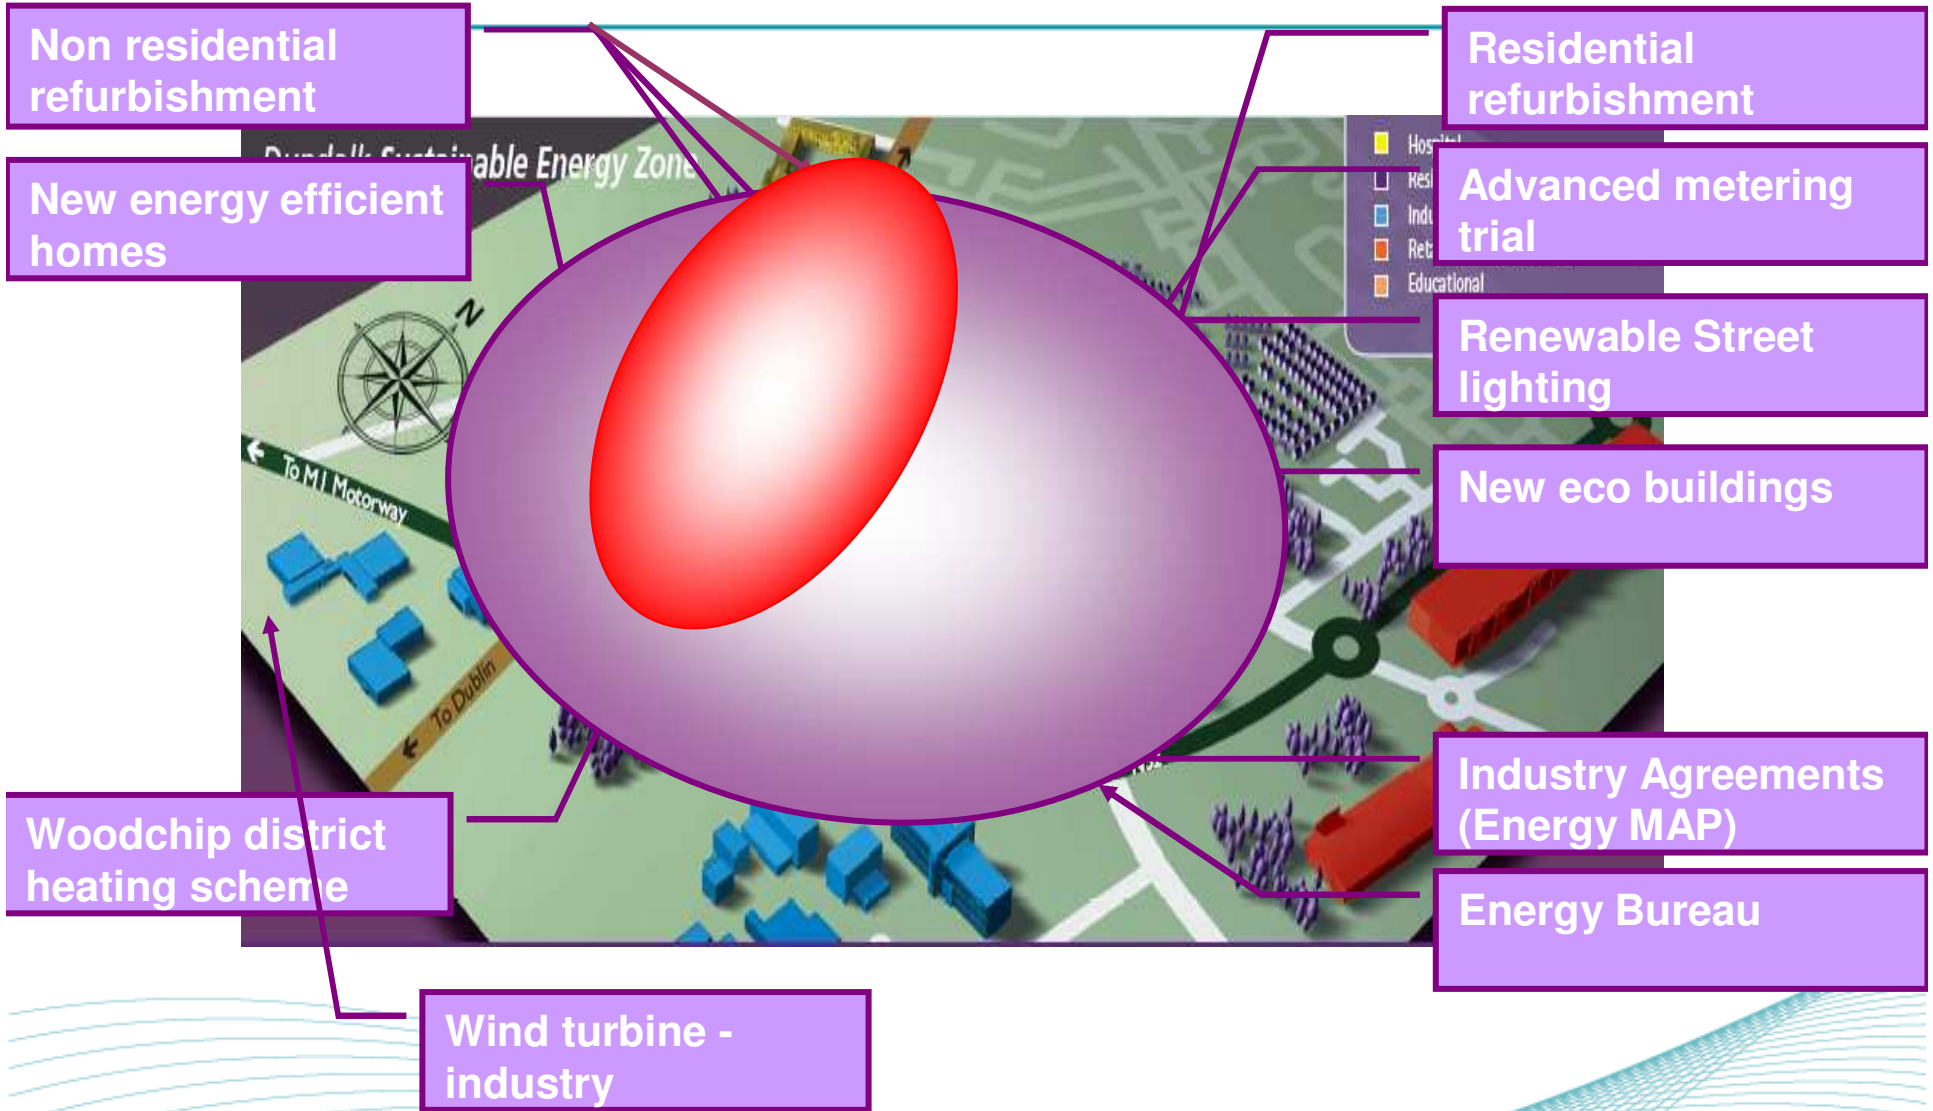 Non residential
refurbishment
Residential
refurbishment
Dundalk Sustainable Energy Zone
New energy efficient
homes
Advanced metering
trial
Educational
N
Renewable Street
lighting
To M1 Motorway
New eco buildings
To Dublin
Industry Agreements
(Energy MAP)
Woodchip district
heating scheme
Energy Bureau
Wind turbine -
industry